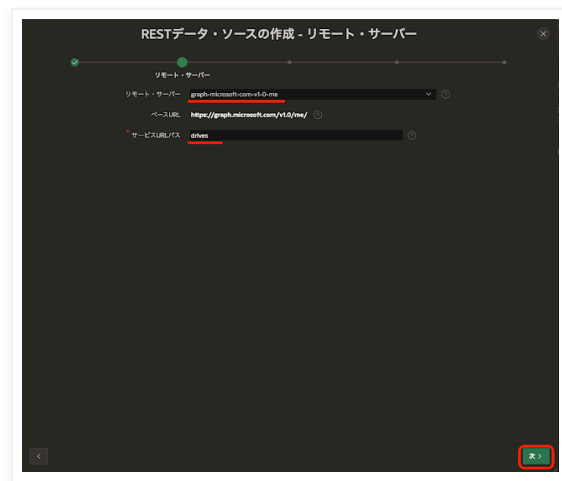 RESTデータ・ソースの作成 - リモート・サーバー
リモート・サーバー
リモート・サーバー graph-microsoft-com-v1-0-me
ベースURL https://graph.microsoft.com/v1.0/me/
* サービスURLパス drives
次 >